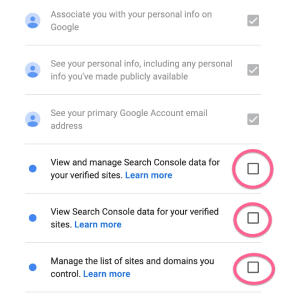 Associate you with your personal info on
Google
See your personal info, including any personal
info you've made publicly available
See your primary Google Account email
address
View and manage Search Console data for
your verified sites. Learn more
View Search Console data for your verified
sites. Learn more
Manage the list of sites and domains you
control. Learn more